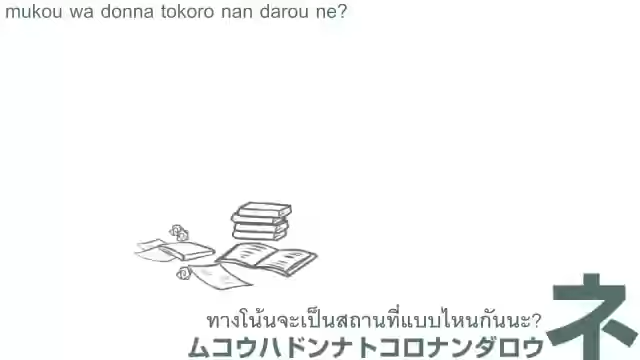 mukou wa donna tokoro nan darou ne?
ทางโน้นจะเป็นสถานที่แบบไหนกันนะ?
ムコウハドンナトコロナンダロウネ